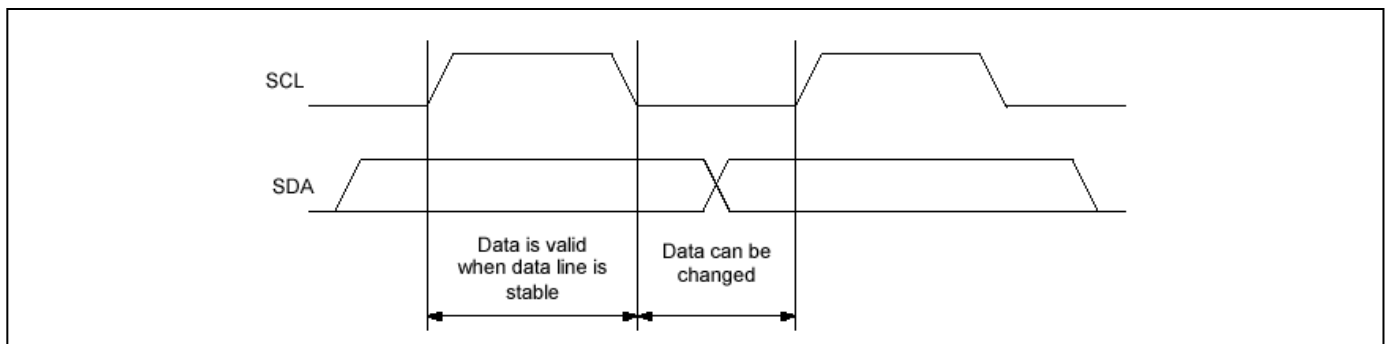 SCL
SDA
Data is valid
when data line is
stable
Data can be
changed